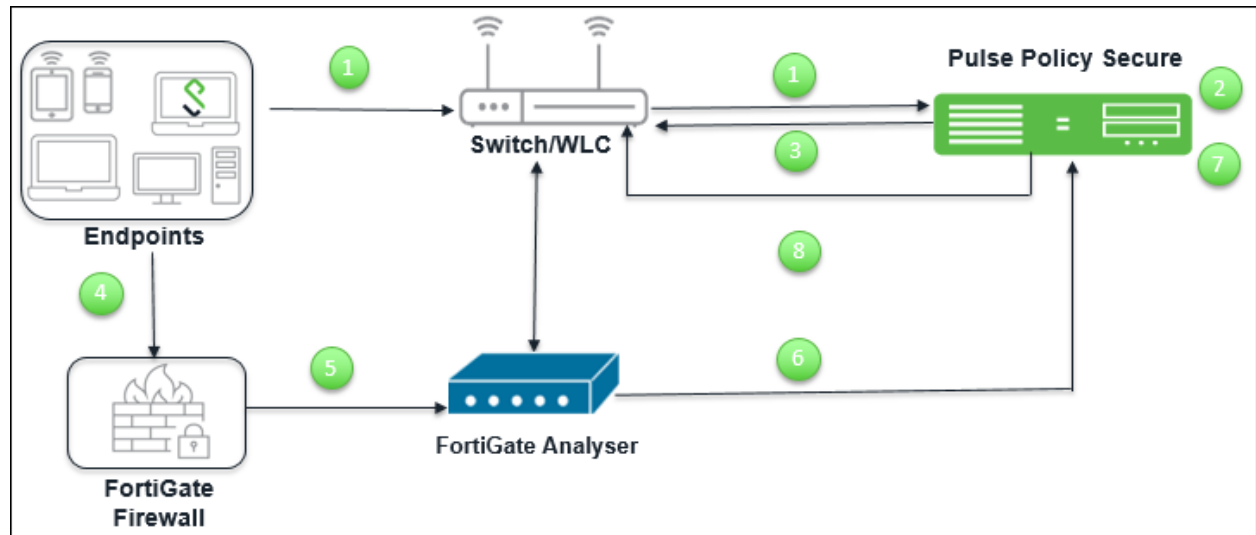 1
1
Pulse Policy Secure
2
Switch/WLC
3
7
Endpoints
4
8
5
6
FortiGate Analyser
FortiGate
Firewall